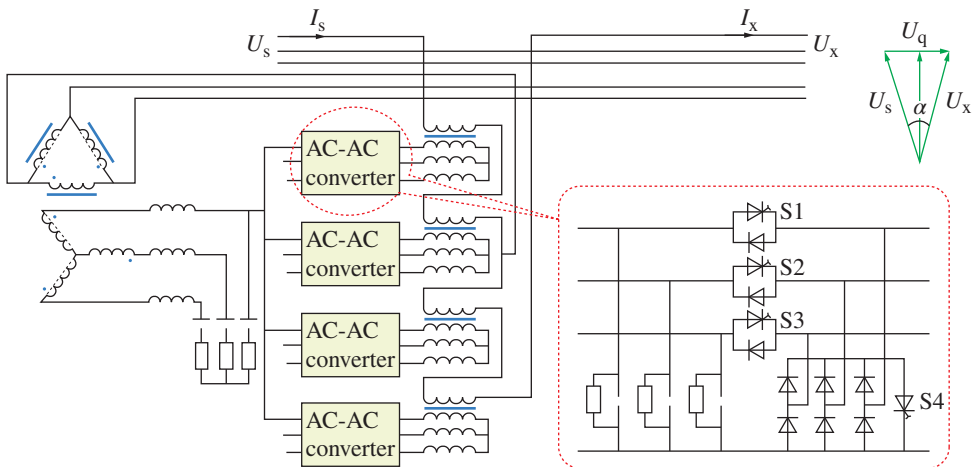 I_s
I_x
U_s
U_x
U_q
U_s
α
U_x
AC-AC
converter
AC-AC
converter
AC-AC
converter
AC-AC
converter
S1
S2
S3
S4